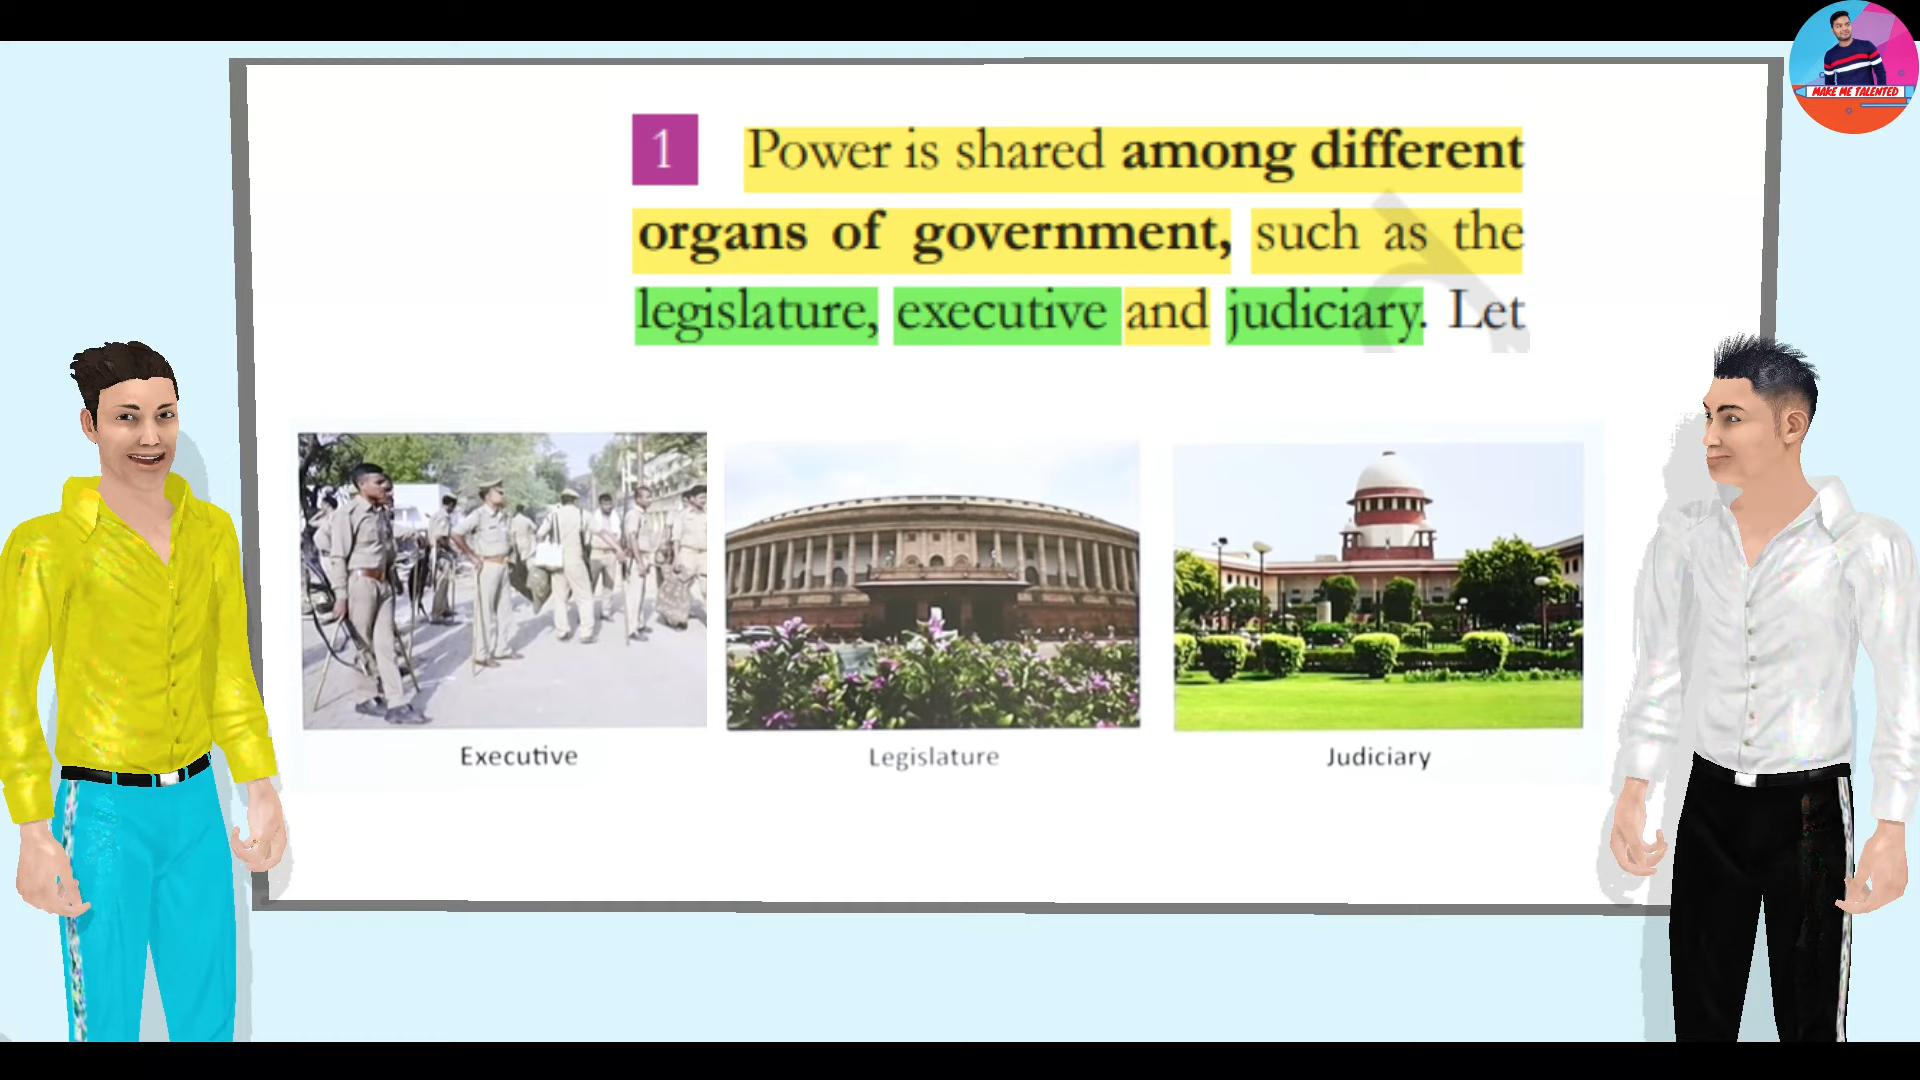 MAKE ME TALENTED
1 Power is shared among different
organs of government, such as the
legislature, executive and judiciary. Let
Executive
Legislature
Judiciary